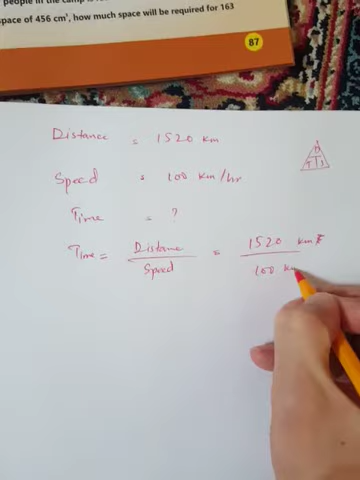 people in the camp is
space of 456 cm³, how much space will be required for 163
87
Distance = 1520 km
Speed = 100 km/hr
D
T S
Time = ?
Time = Distance / Speed = 1520 km / 100 km